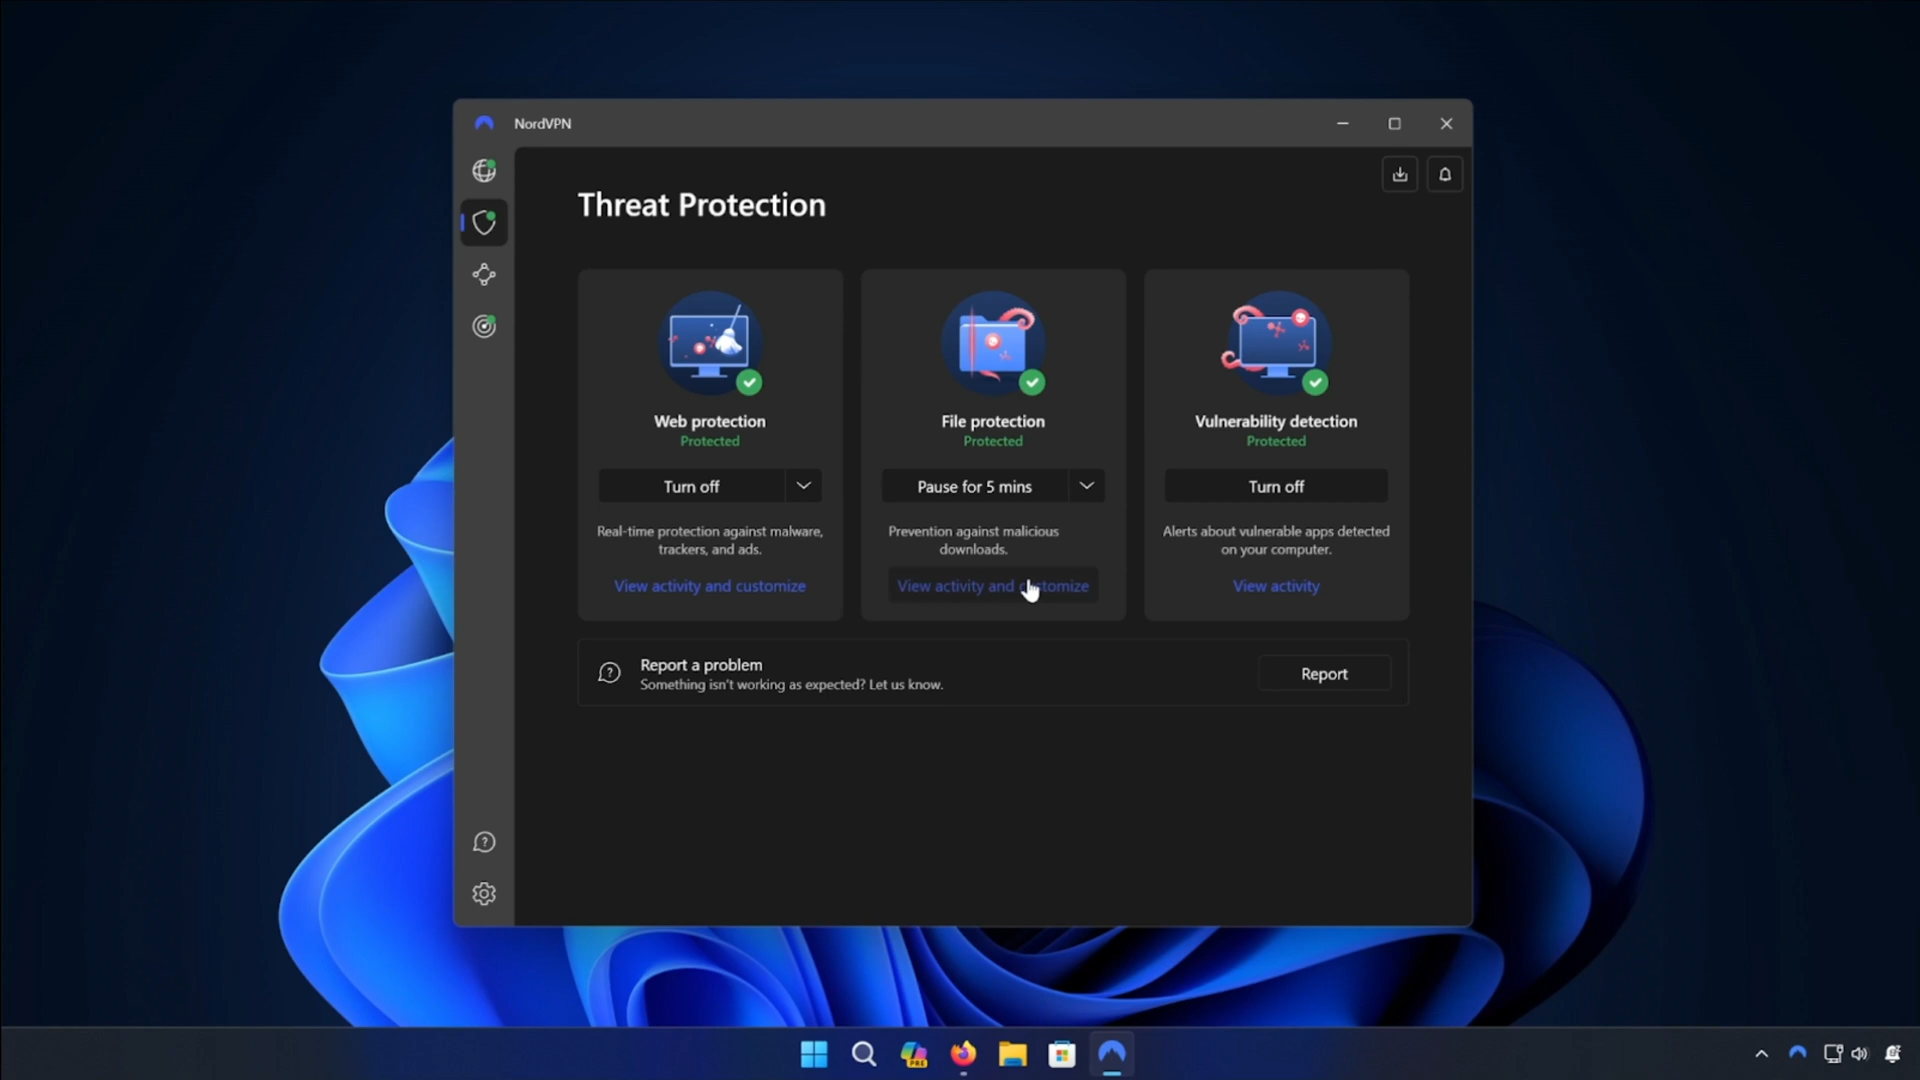 NordVPN
Threat Protection
Web protection
Protected
Turn off
Real-time protection against malware,
trackers, and ads.
View activity and customize
File protection
Protected
Pause for 5 mins
Prevention against malicious
downloads.
View activity and customize
Vulnerability detection
Protected
Turn off
Alerts about vulnerable apps detected
on your computer.
View activity
Report a problem
Something isn't working as expected? Let us know.
Report
PRE